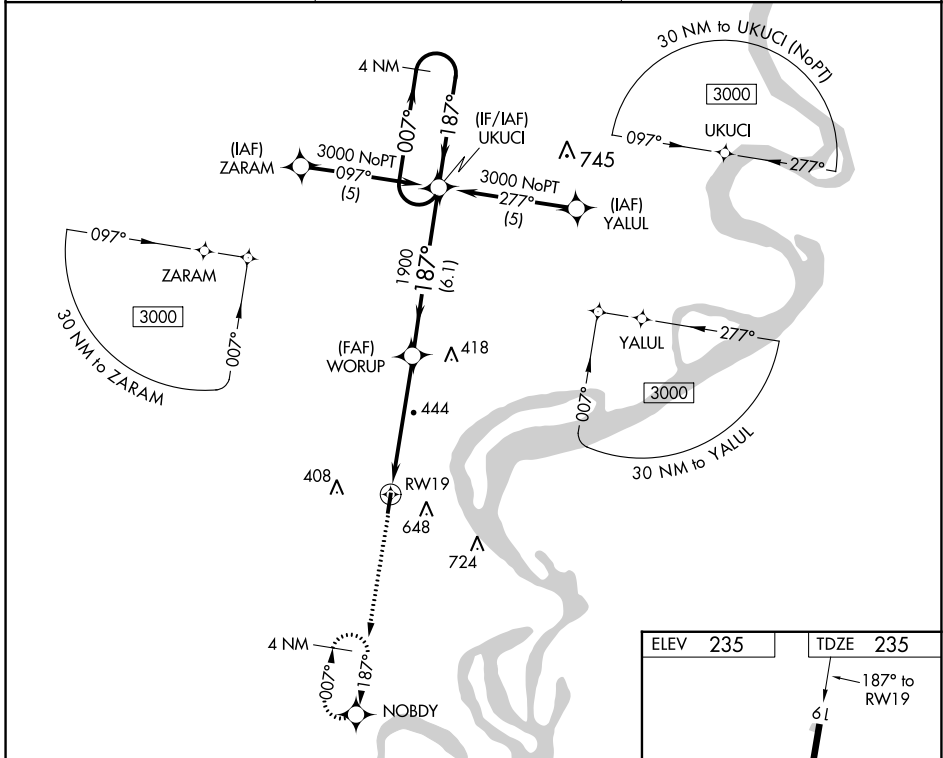 30 NM to UKUCI (NoPT)
3000
UKUCI
097°
277°
4 NM
007°
187°
(IF/IAF)
UKUCI
(IAF)
ZARAM
3000 NoPT
097°
(5)
745
3000 NoPT
277°
(5)
(IAF)
YALUL
097°
ZARAM
3000
007°
30 NM to ZARAM
1900
187°
(6.1)
YALUL
277°
3000
007°
30 NM to YALUL
(FAF)
WORUP
418
444
408
RW19
648
724
4 NM
007°
187°
NOBDY
ELEV 235
TDZE 235
187° to
RW19
19